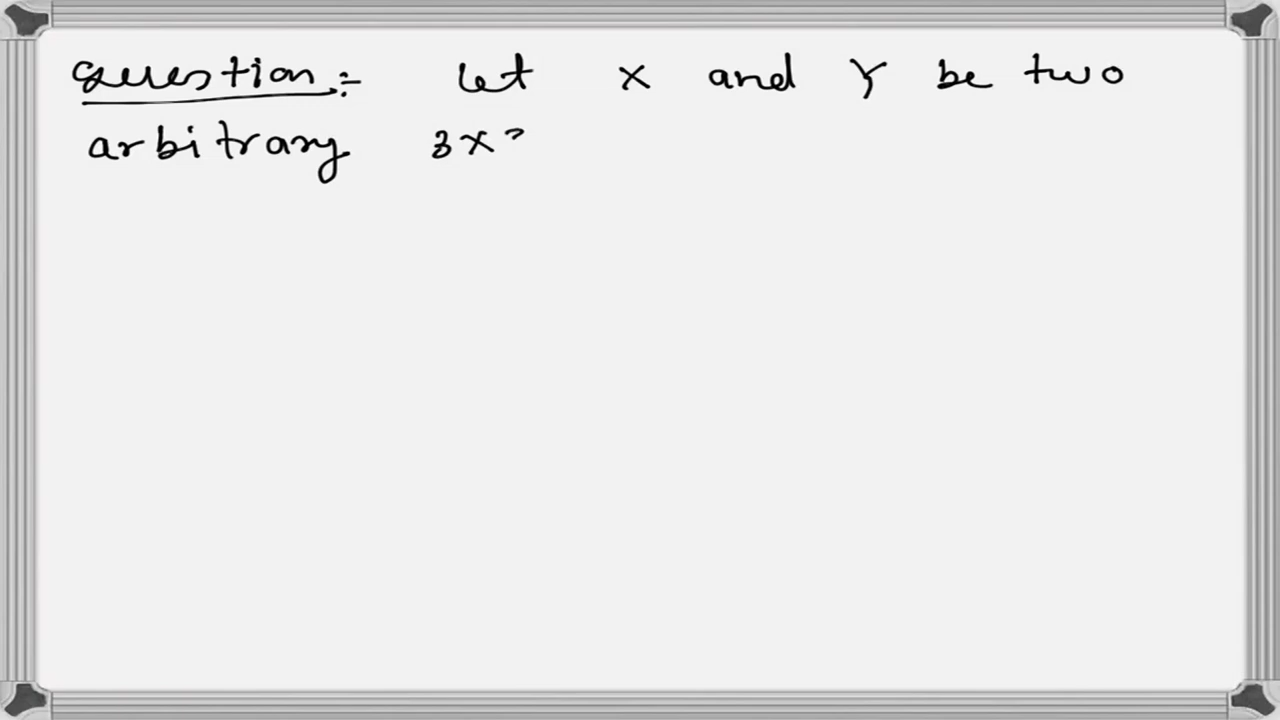 Question :- Let X and Y be two
arbitrary 3x